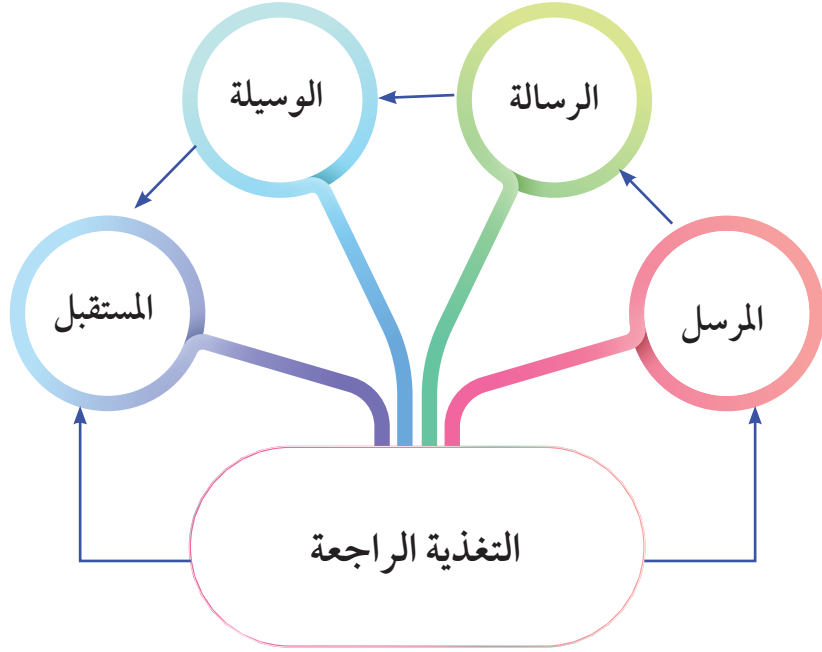 الرسالة
الوسيلة
المرسل
المستقبل
التغذية الراجعة